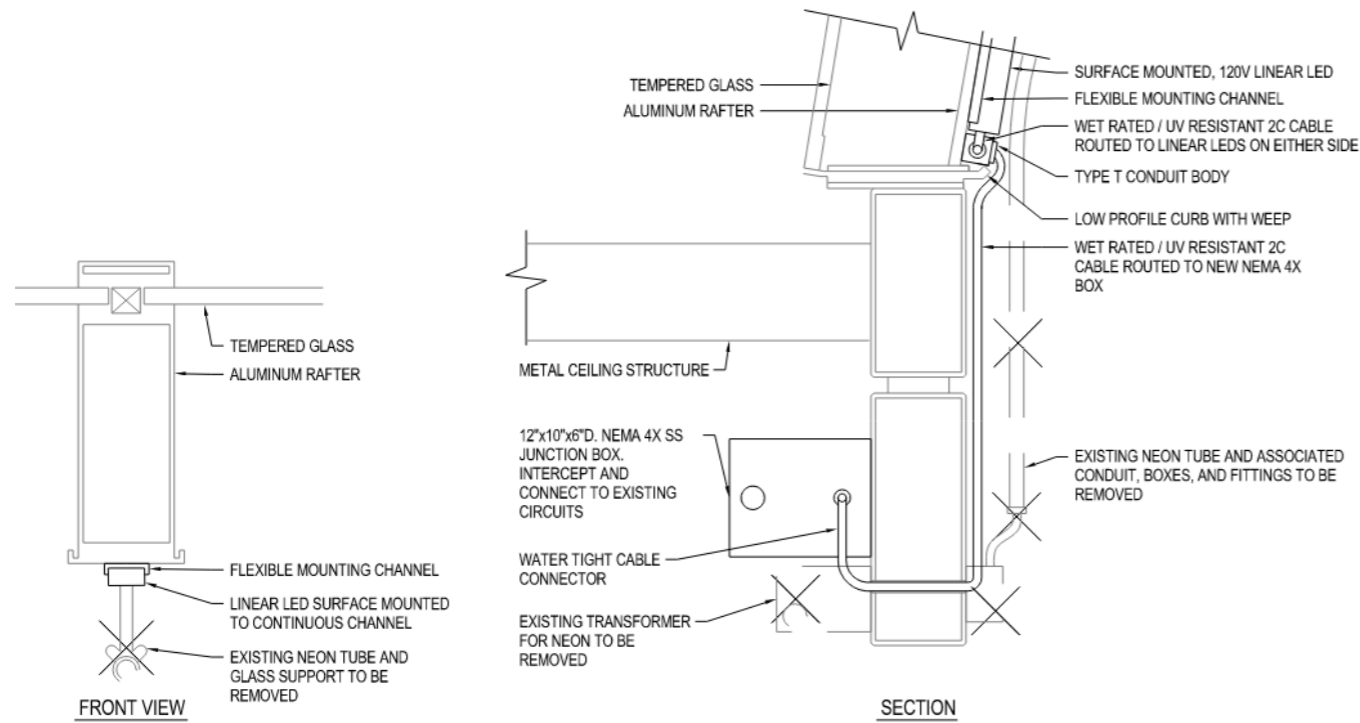 TEMPERED GLASS
ALUMINUM RAFTER
FLEXIBLE MOUNTING CHANNEL
LINEAR LED SURFACE MOUNTED
TO CONTINUOUS CHANNEL
EXISTING NEON TUBE AND
GLASS SUPPORT TO BE
REMOVED
FRONT VIEW
TEMPERED GLASS
ALUMINUM RAFTER
METAL CEILING STRUCTURE
12"x10"x6"D. NEMA 4X SS
JUNCTION BOX.
INTERCEPT AND
CONNECT TO EXISTING
CIRCUITS
WATER TIGHT CABLE
CONNECTOR
EXISTING TRANSFORMER
FOR NEON TO BE
REMOVED
SURFACE MOUNTED, 120V LINEAR LED
FLEXIBLE MOUNTING CHANNEL
WET RATED / UV RESISTANT 2C CABLE
ROUTED TO LINEAR LEDS ON EITHER SIDE
TYPE T CONDUIT BODY
LOW PROFILE CURB WITH WEEP
WET RATED / UV RESISTANT 2C
CABLE ROUTED TO NEW NEMA 4X
BOX
EXISTING NEON TUBE AND ASSOCIATED
CONDUIT, BOXES, AND FITTINGS TO BE
REMOVED
SECTION